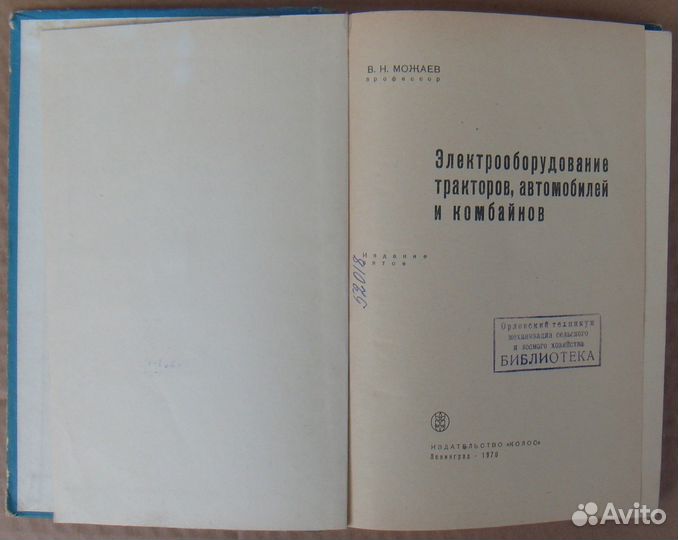 В. Н. МОЖАЕВ
профессор
Электрооборудование
тракторов, автомобилей
и комбайнов
Издание
пятое
52018
Орловский техникум
механизации сельского
и лесного хозяйства
БИБЛИОТЕКА
ИЗДАТЕЛЬСТВО «КОЛОС»
Ленинград - 1970
Avito